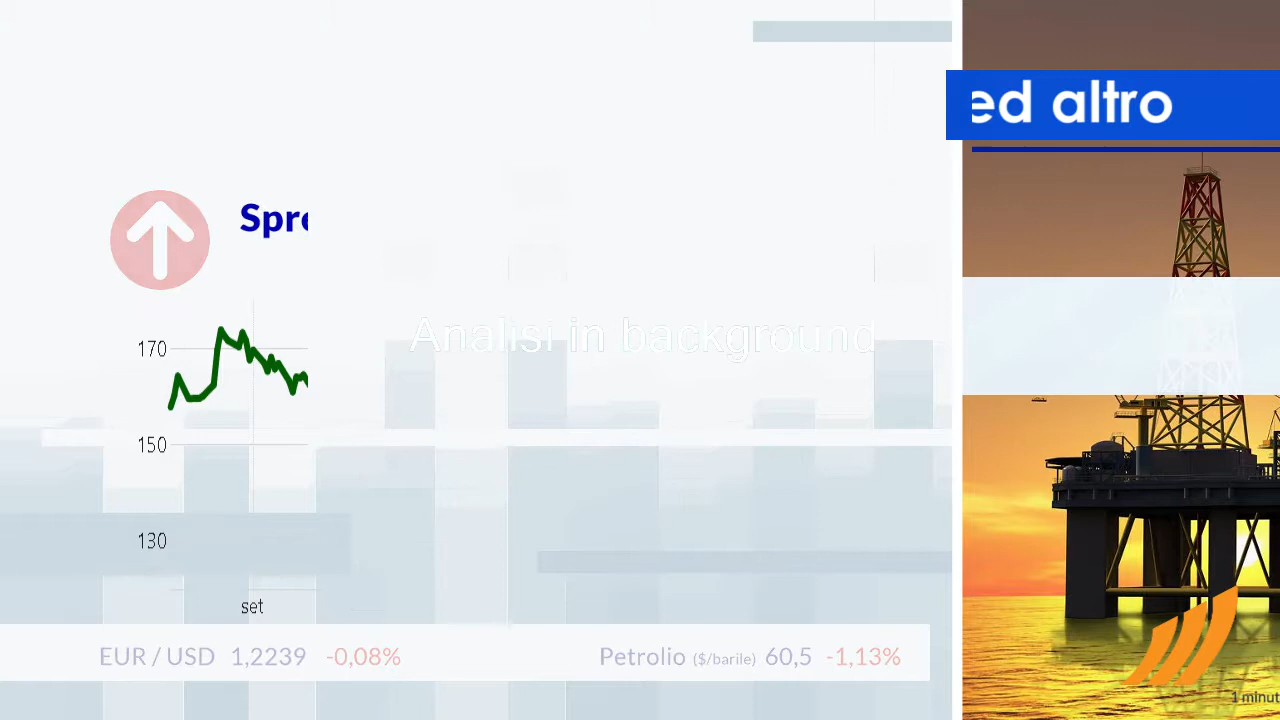 ed altro
Spre
Analisi in background
170
150
130
set
EUR / USD 1,2239 -0,08%
Petrolio ($/barile) 60,5 -1,13%
1 minut